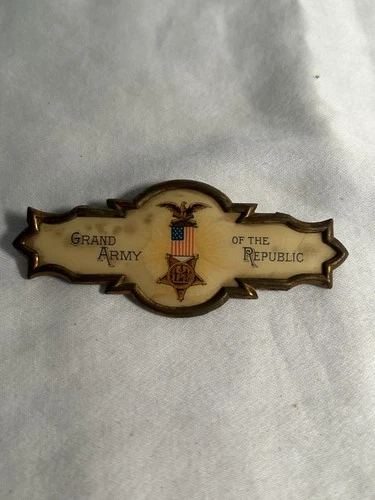 GRAND ARMY
OF THE REPUBLIC